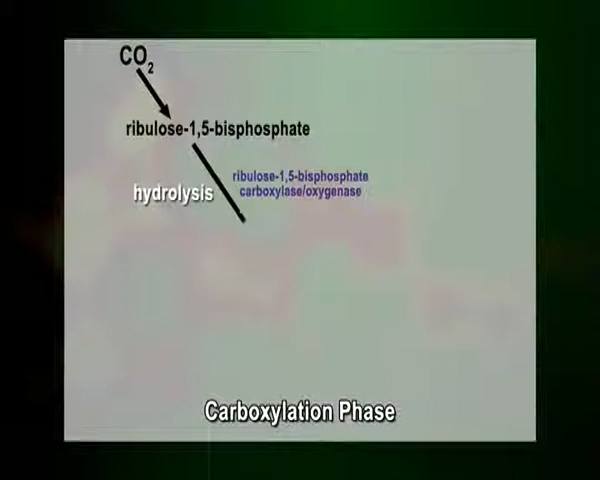 CO2
ribulose-1,5-bisphosphate
ribulose-1,5-bisphosphate
carboxylase/oxygenase
hydrolysis
Carboxylation Phase